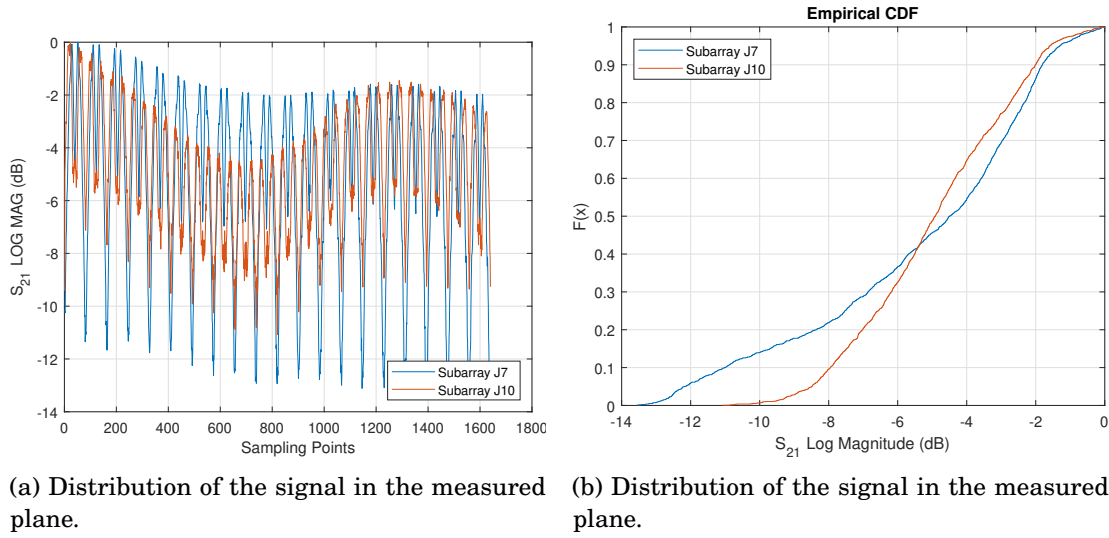 0
-2
-4
-6
-8
-10
-12
-14
S21 LOG MAG (dB)
0 200 400 600 800 1000 1200 1400 1600 1800
Sampling Points
Subarray J7
Subarray J10
Empirical CDF
1
0.9
0.8
0.7
0.6
0.5
0.4
0.3
0.2
0.1
0
F(x)
-14 -12 -10 -8 -6 -4 -2 0
S21 Log Magnitude (dB)
Subarray J7
Subarray J10
(a) Distribution of the signal in the measured
plane.
(b) Distribution of the signal in the measured
plane.